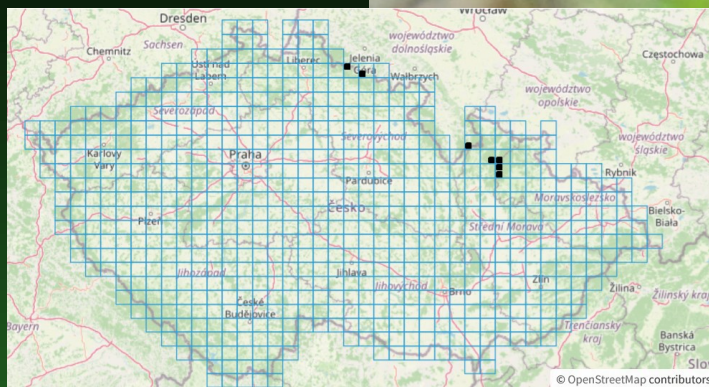 Wrocław
Dresden
województwo
dolnośląskie
Częstochowa
Chemnitz
Sachsen
Jelenia
Góra
Liberec
Ústí nad
Labem
Wałbrzych
województwo
opolskie
Severozápad
Severovýchod
województwo
śląskie
Karlovy
Vary
Praha
Rybnik
Pardubice
Moravskoslezsko
Česko
Bielsko-
Biała
Plzeň
Střední Morava
Jihozápad
Jihlava
Jihovýchod
Zlín
Žilina
Brno
Žilinský kraj
České
Budějovice
Bayern
Trenčiansky
kraj
Banská
Bystrica
Slo
© OpenStreetMap contributors